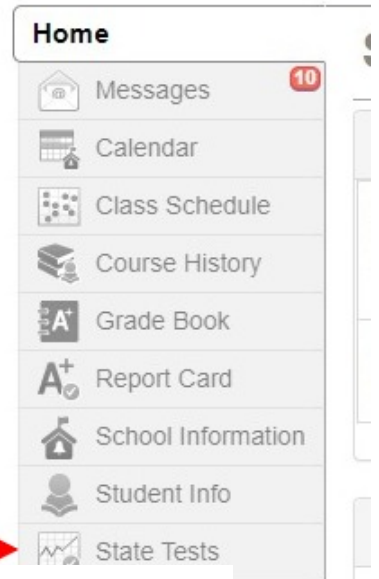 Home
Messages 10
Calendar
Class Schedule
Course History
A+ Grade Book
A+ Report Card
School Information
Student Info
State Tests